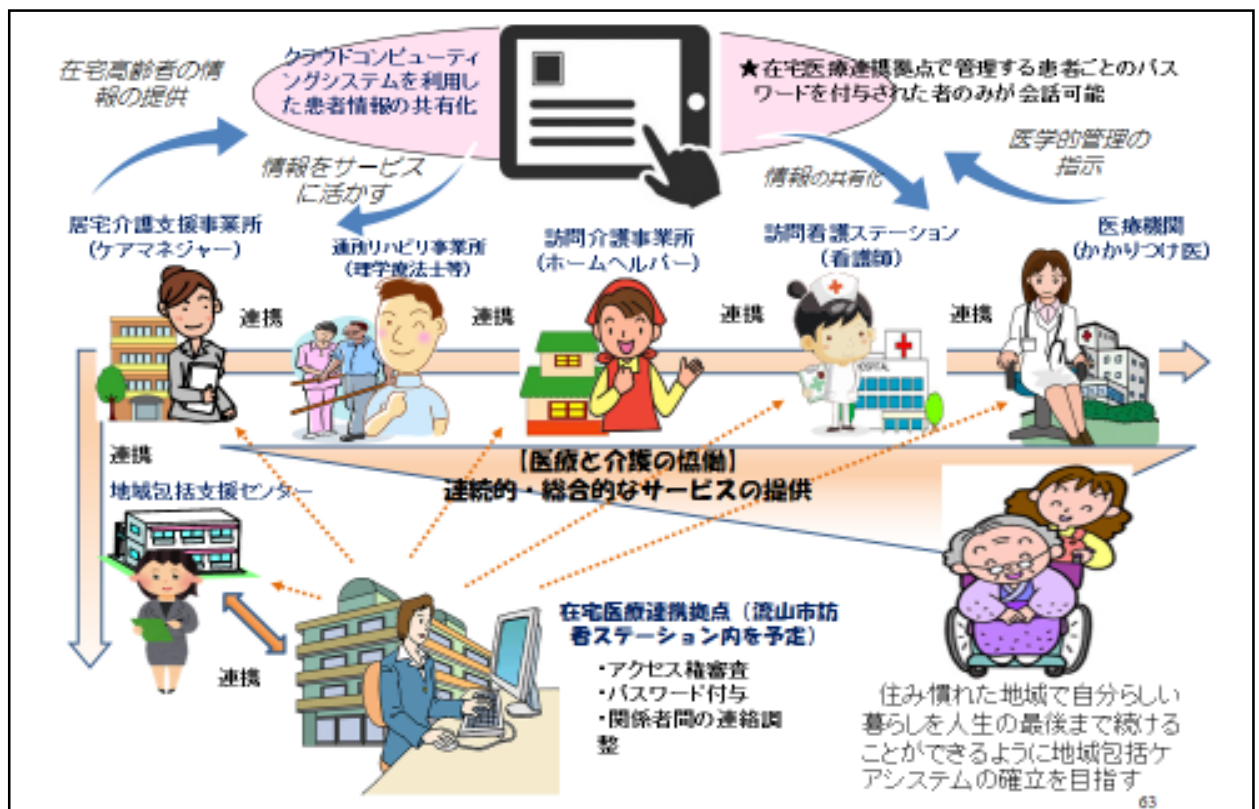 在宅高齢者の情
報の提供
クラウドコンピューティ
ングシステムを利用し
た患者情報の共有化
★在宅医療連携拠点で管理する患者ごとのパス
ワードを付与された者のみが会話可能
情報をサービス
に活かす
情報の共有化
医学的管理の
指示
居宅介護支援事業所
(ケアマネジャー)
通所リハビリ事業所
(理学療法士等)
訪問介護事業所
(ホームヘルパー)
訪問看護ステーション
(看護師)
医療機関
(かかりつけ医)
連携
連携
連携
連携
HOSPITAL
【医療と介護の協働】
連続的・総合的なサービスの提供
連携
地域包括支援センター
連携
在宅医療連携拠点（流山市訪
看ステーション内を予定）
・アクセス権審査
・パスワード付与
・関係者間の連絡調
整
住み慣れた地域で自分らしい
暮らしを人生の最後まで続ける
ことができるように地域包括ケ
アシステムの確立を目指す
63